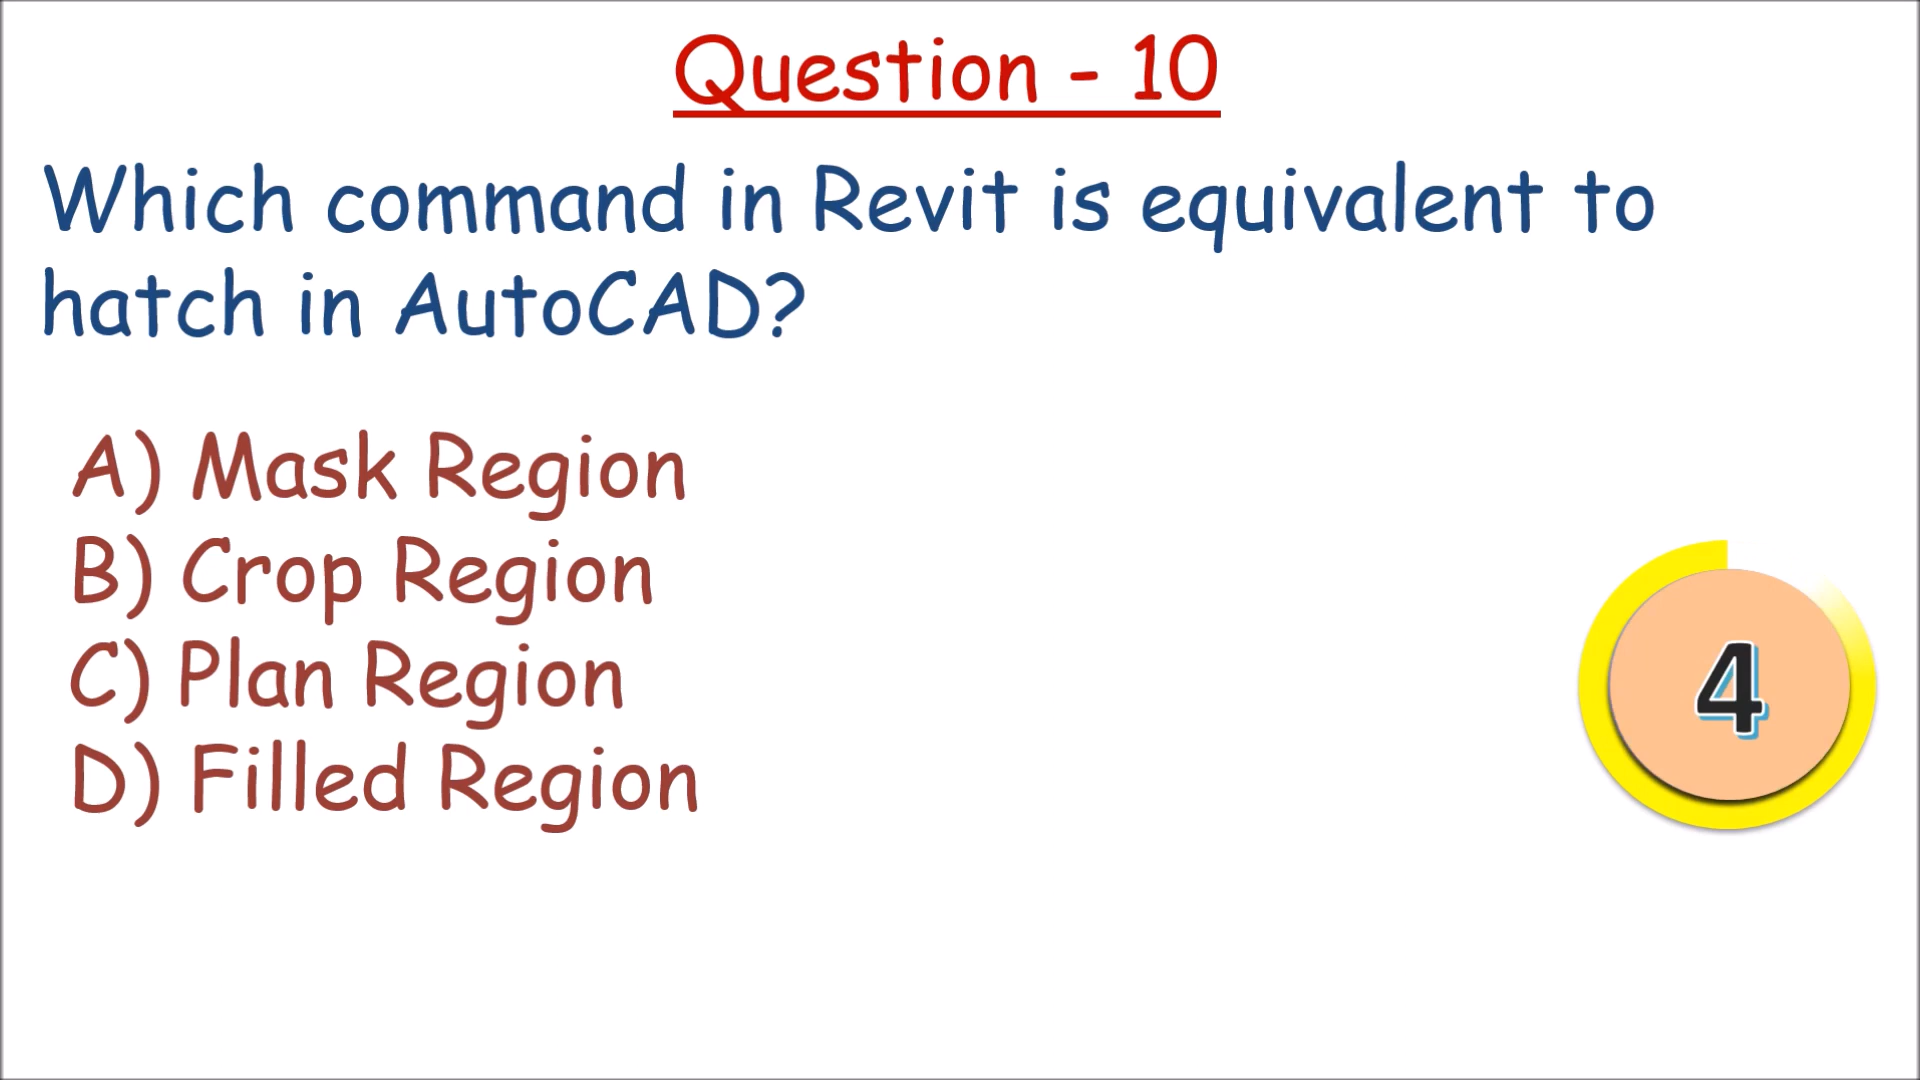 Question - 10
Which command in Revit is equivalent to
hatch in AutoCAD?
A) Mask Region
B) Crop Region
C) Plan Region
D) Filled Region
4